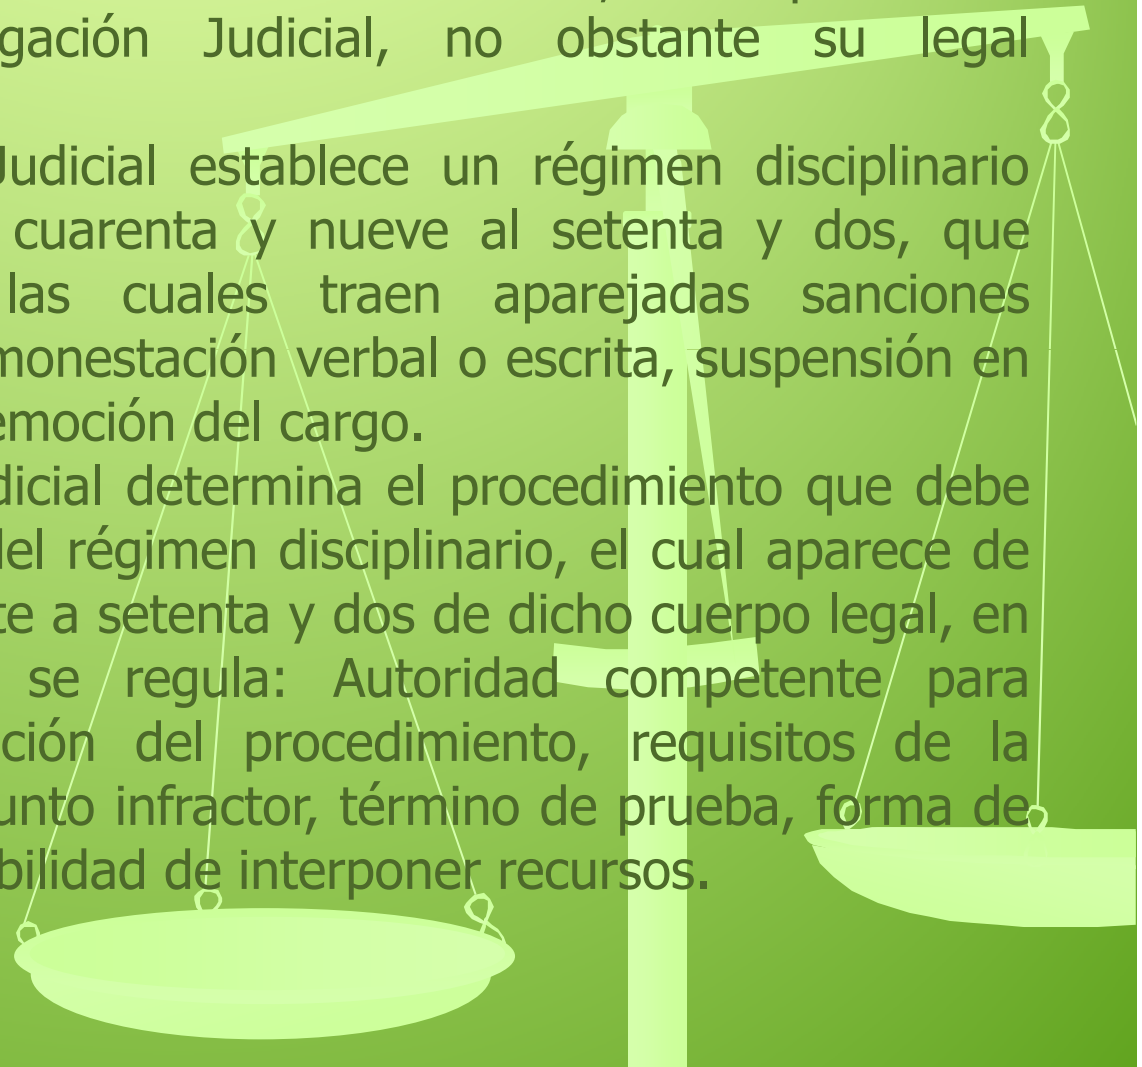 gación Judicial, no obstante su legal
Judicial establece un régimen disciplinario
cuarenta y nueve al setenta y dos, que
las cuales traen aparejadas sanciones
monestación verbal o escrita, suspensión en
emoción del cargo.
dicial determina el procedimiento que debe
del régimen disciplinario, el cual aparece de
te a setenta y dos de dicho cuerpo legal, en
se regula: Autoridad competente para
ción del procedimiento, requisitos de la
unto infractor, término de prueba, forma de
bilidad de interponer recursos.